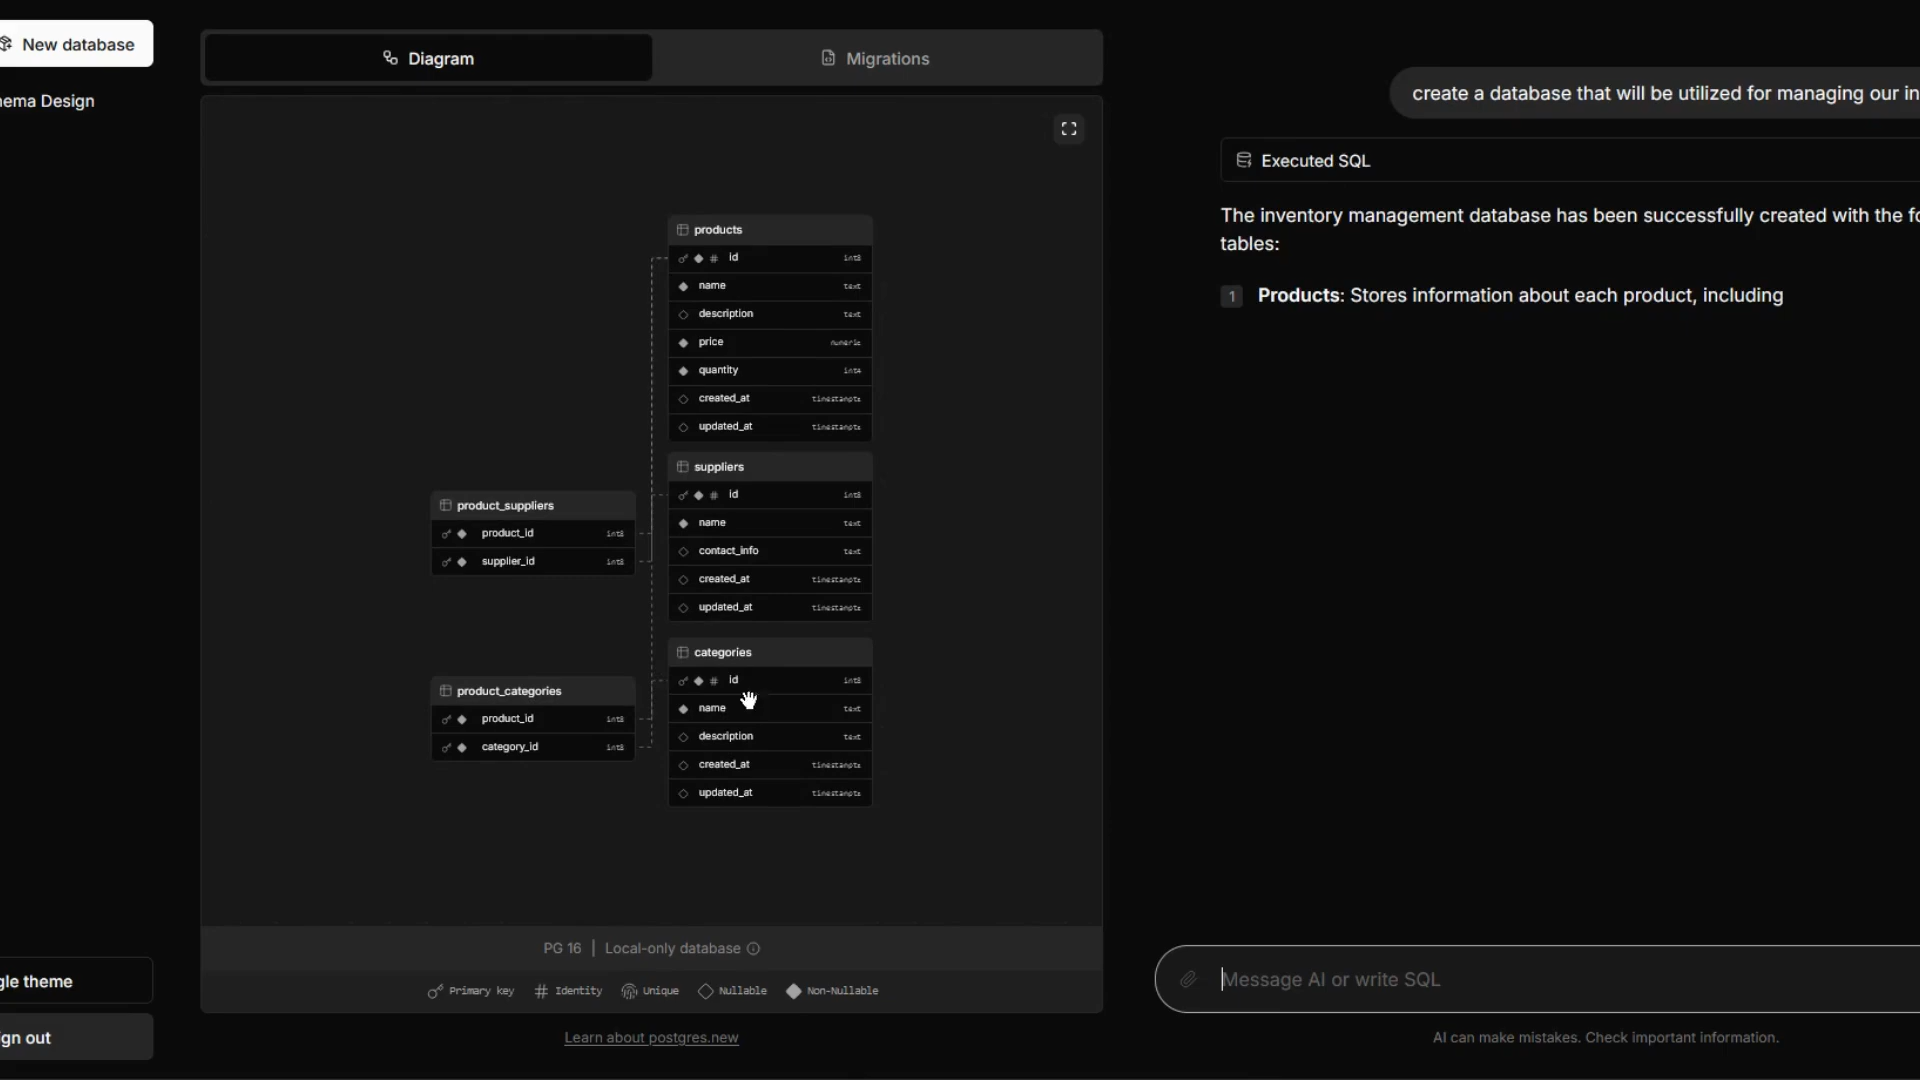 New database
ema Design
gle theme
gn out
Diagram
Migrations
products
id int8
name text
description text
price numeric
quantity int4
created_at timestamptz
updated_at timestamptz
suppliers
id int8
name text
contact_info text
created_at timestamptz
updated_at timestamptz
product_suppliers
product_id int8
supplier_id int8
categories
id int8
name text
description text
created_at timestamptz
updated_at timestamptz
product_categories
product_id int8
category_id int8
PG 16 | Local-only database
Primary key
Identity
Unique
Nullable
Non-Nullable
Learn about postgres.new
create a database that will be utilized for managing our in
Executed SQL
The inventory management database has been successfully created with the fo
tables:
1 Products: Stores information about each product, including
Message AI or write SQL
AI can make mistakes. Check important information.